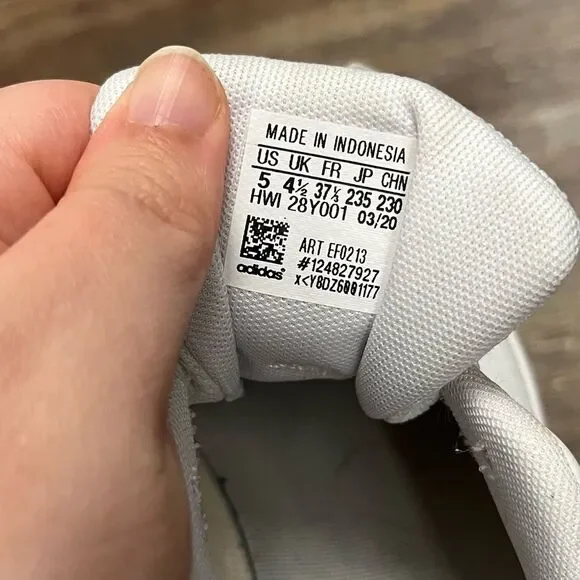 MADE IN INDONESIA
US UK FR JP CHN
5 4½ 37⅓ 235 230
HWI 28Y001 03/20
ART EF0213
#124827927
adidas® x<Y8DZ6001177